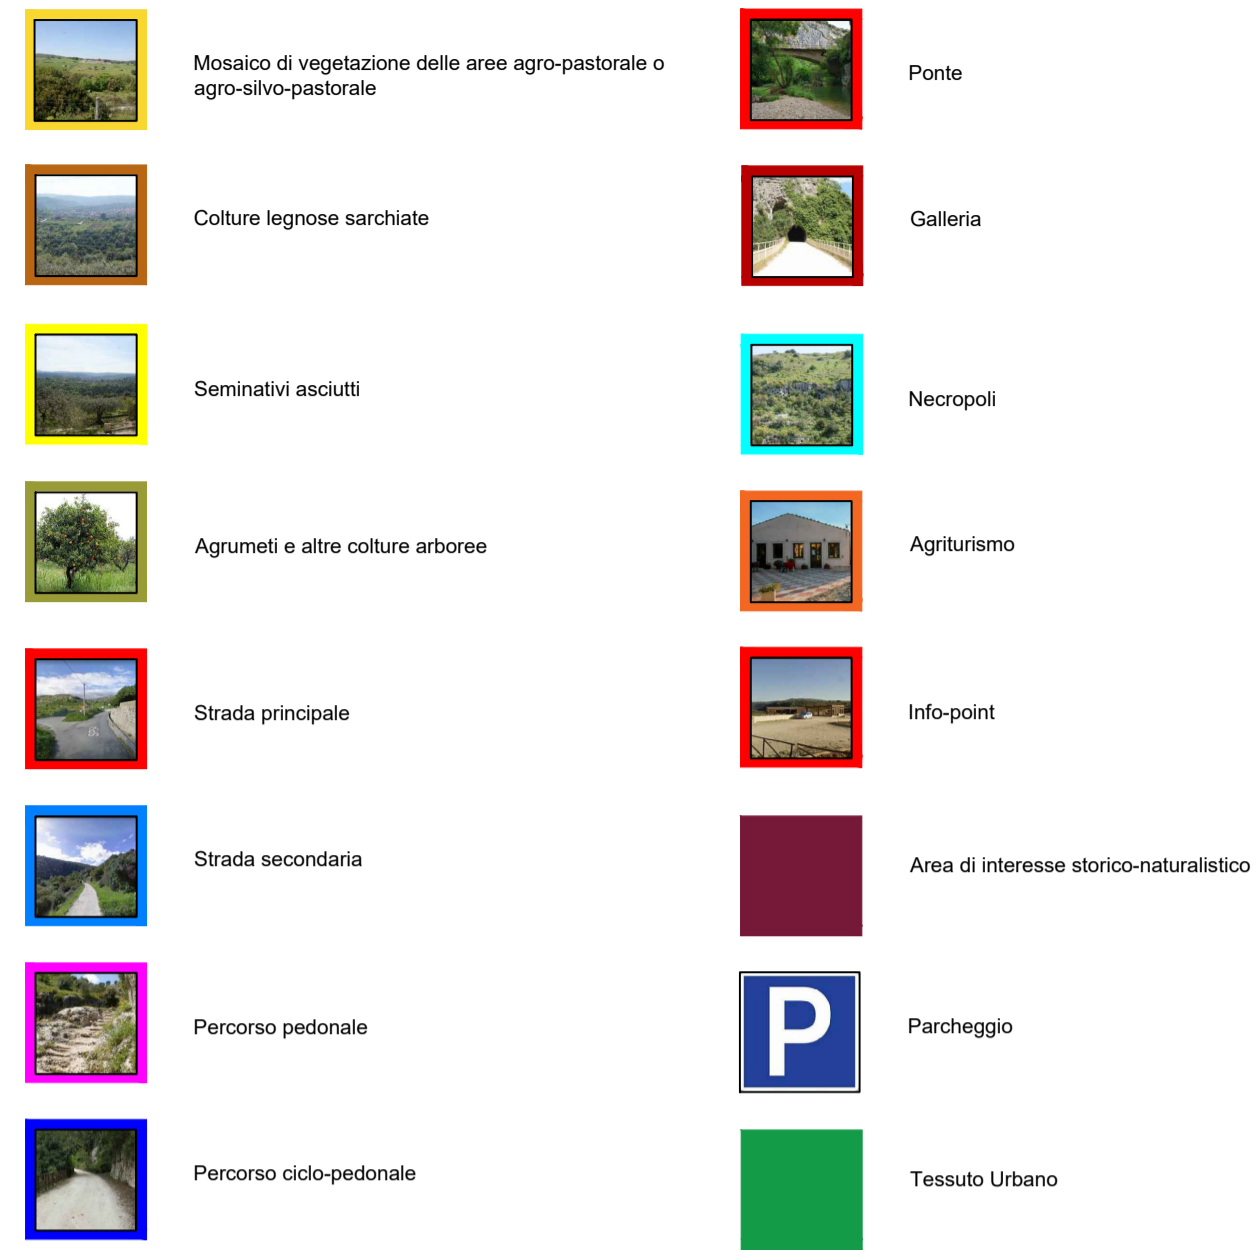 Mosaico di vegetazione delle aree agro-pastorale o
agro-silvo-pastorale
Colture legnose sarchiate
Seminativi asciutti
Agrumeti e altre colture arboree
Strada principale
Strada secondaria
Percorso pedonale
Percorso ciclo-pedonale
Ponte
Galleria
Necropoli
Agriturismo
Info-point
Area di interesse storico-naturalistico
P
Parcheggio
Tessuto Urbano